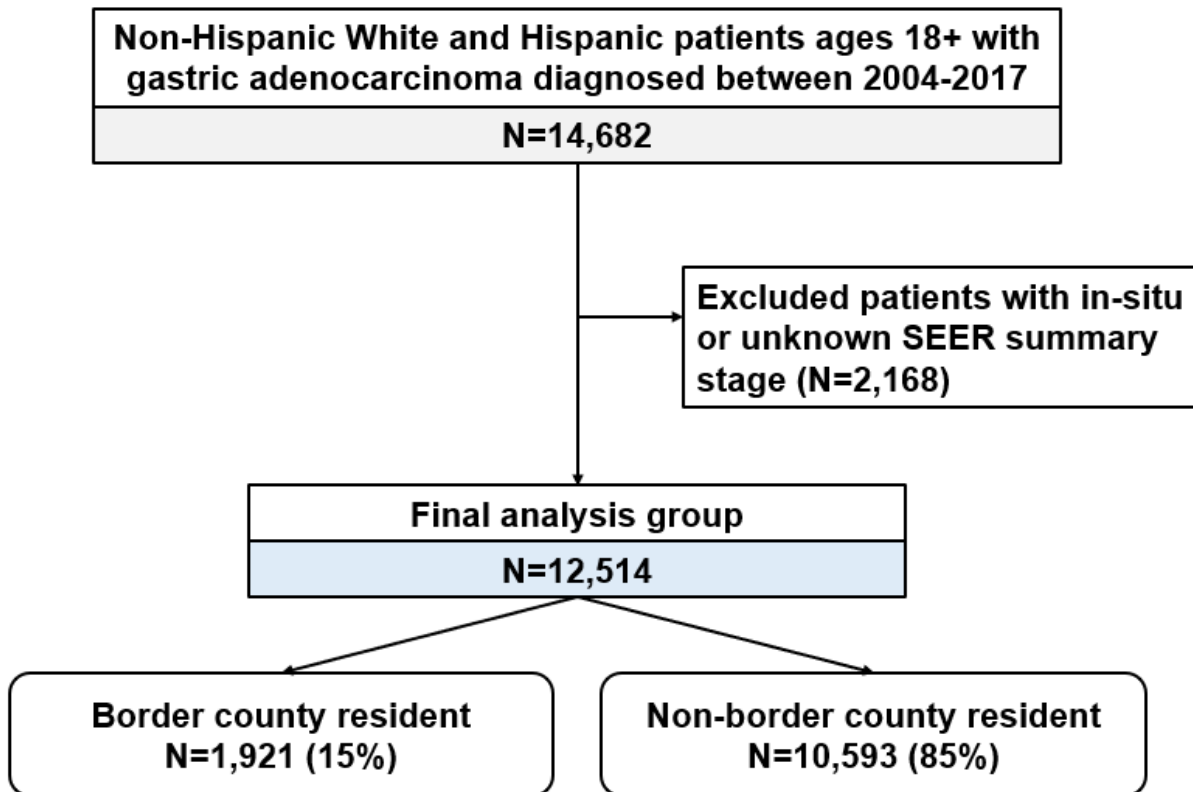 Non-Hispanic White and Hispanic patients ages 18+ with
gastric adenocarcinoma diagnosed between 2004-2017
N=14,682
Excluded patients with in-situ
or unknown SEER summary
stage (N=2,168)
Final analysis group
N=12,514
Border county resident
N=1,921 (15%)
Non-border county resident
N=10,593 (85%)